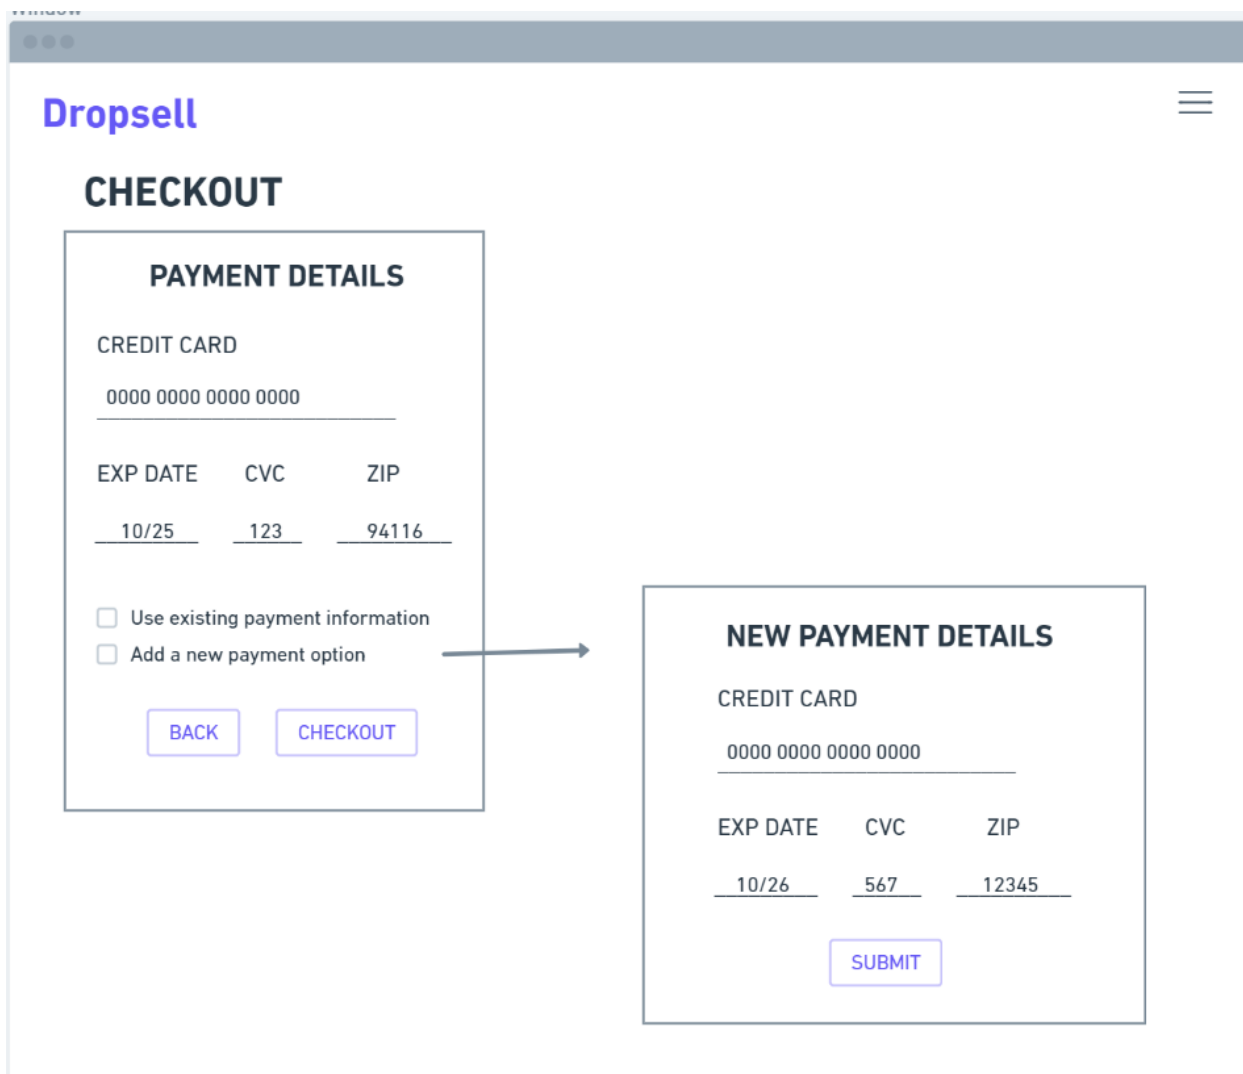 Window
Dropsell
CHECKOUT
PAYMENT DETAILS
CREDIT CARD
0000 0000 0000 0000
EXP DATE CVC ZIP
10/25 123 94116
Use existing payment information
Add a new payment option
BACK CHECKOUT
NEW PAYMENT DETAILS
CREDIT CARD
0000 0000 0000 0000
EXP DATE CVC ZIP
10/26 567 12345
SUBMIT